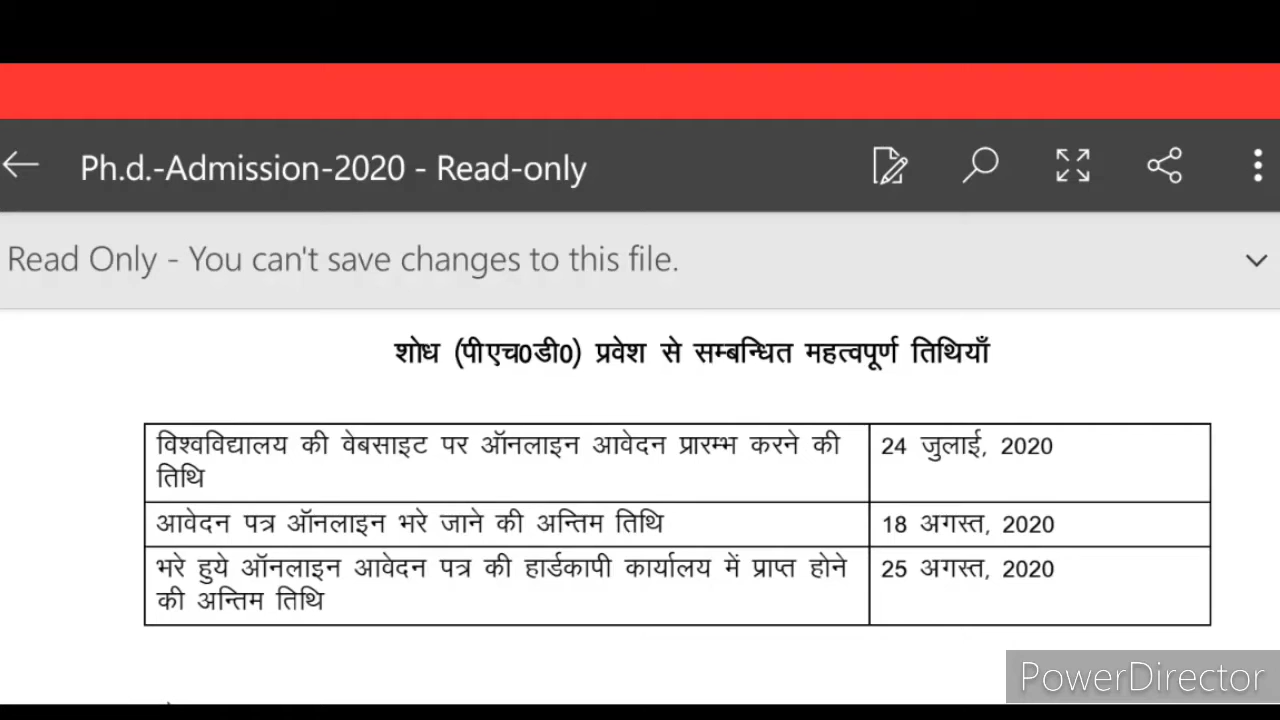 Ph.d.-Admission-2020 - Read-only
Read Only - You can't save changes to this file.
शोध (पीएच0डी0) प्रवेश से सम्बन्धित महत्वपूर्ण तिथियाँ
विश्वविद्यालय की वेबसाइट पर ऑनलाइन आवेदन प्रारम्भ करने की 24 जुलाई, 2020
तिथि
आवेदन पत्र ऑनलाइन भरे जाने की अन्तिम तिथि 18 अगस्त, 2020
भरे हुये ऑनलाइन आवेदन पत्र की हार्डकापी कार्यालय में प्राप्त होने 25 अगस्त, 2020
की अन्तिम तिथि
PowerDirector